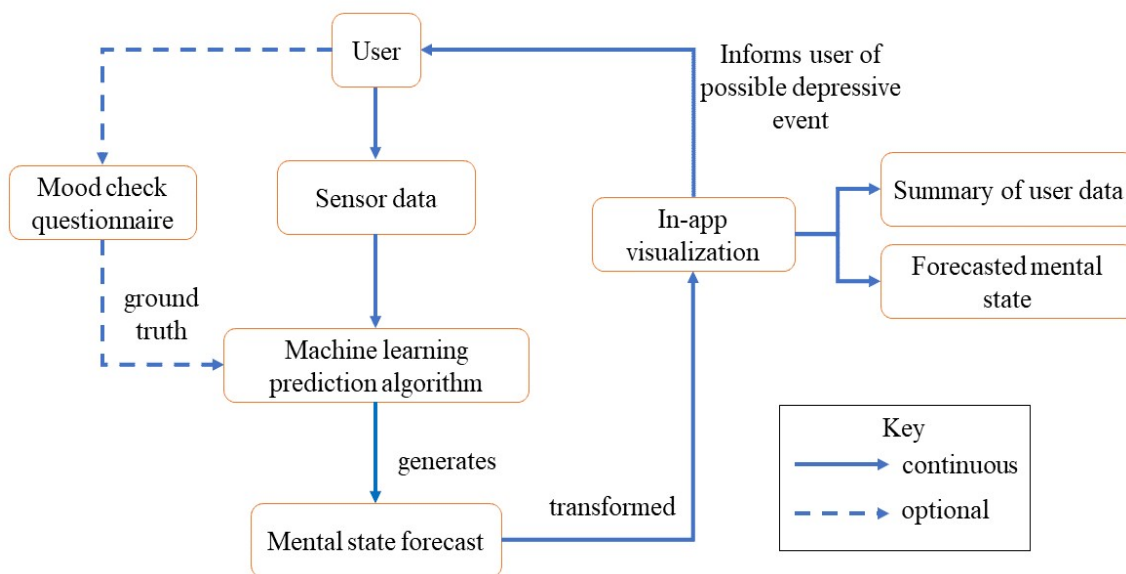 User
Informs user of
possible depressive
event
Mood check
questionnaire
Sensor data
In-app
visualization
Summary of user data
Forecasted mental
state
ground
truth
Machine learning
prediction algorithm
generates
Mental state forecast
transformed
Key
continuous
optional